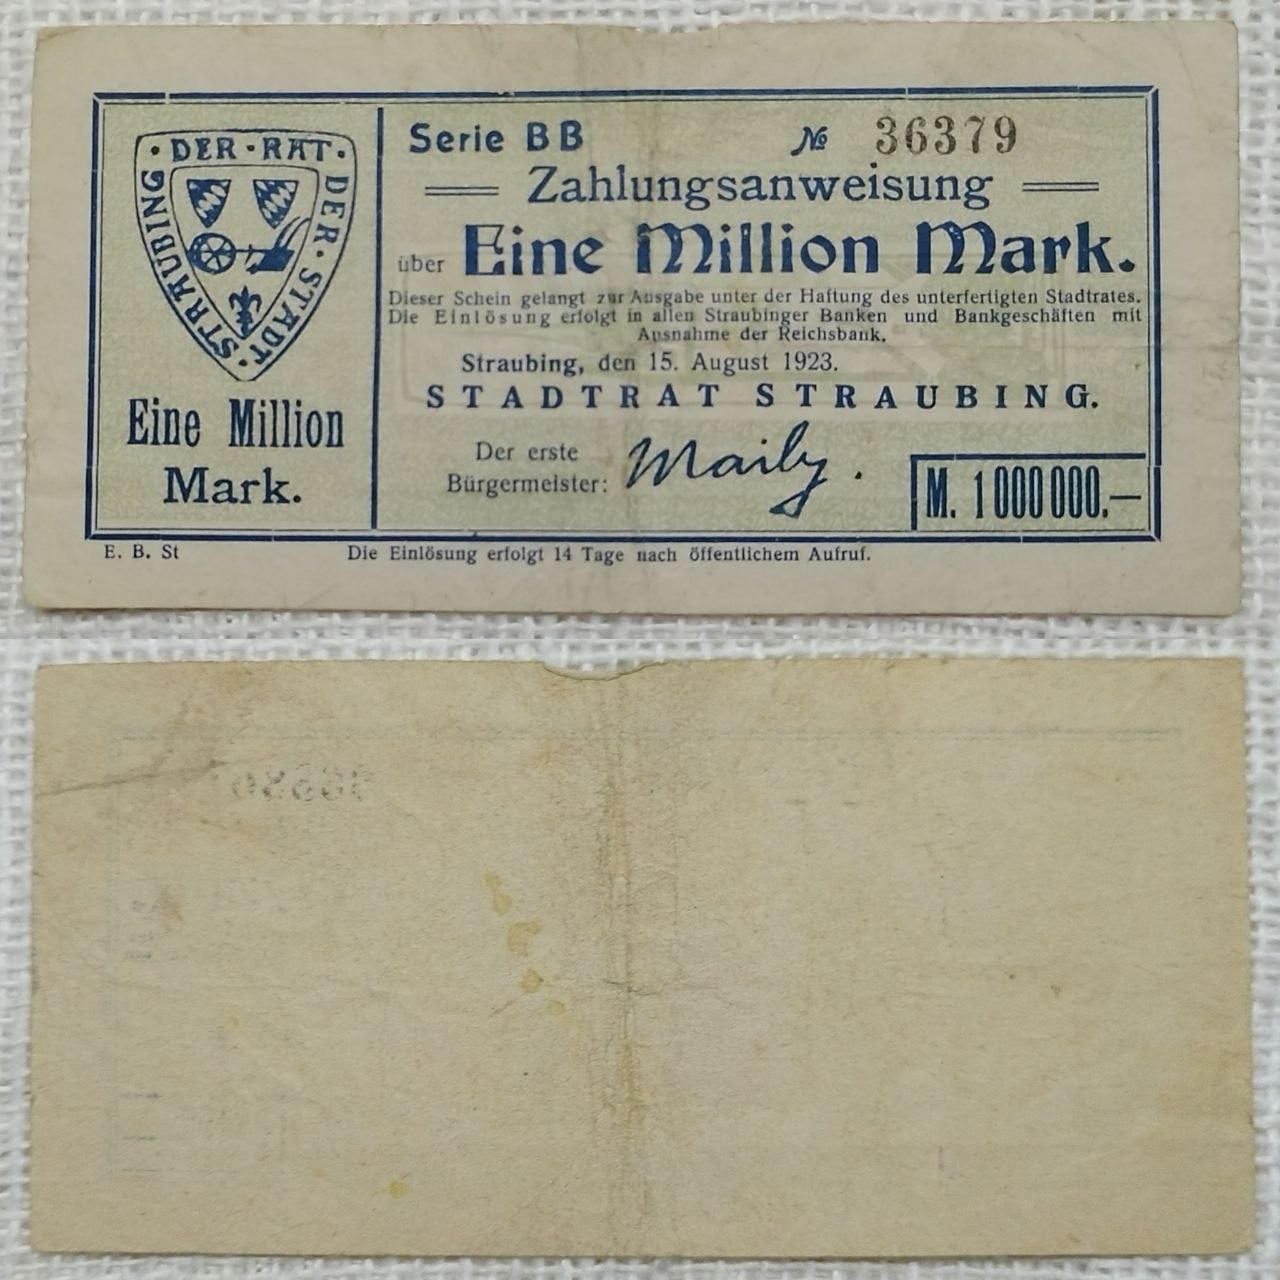 · DER · RAT · DER · STADT · STRAUBING
Eine Million
Mark.
Serie BB № 36379
Zahlungsanweisung
über Eine Million Mark.
Dieser Schein gelangt zur Ausgabe unter der Haftung des unterfertigten Stadtrates.
Die Einlösung erfolgt in allen Straubinger Banken und Bankgeschäften mit
Ausnahme der Reichsbank.
Straubing, den 15. August 1923.
STADTRAT STRAUBING.
Der erste
Bürgermeister:
M. 1000000.—
E. B. St
Die Einlösung erfolgt 14 Tage nach öffentlichem Aufruf.